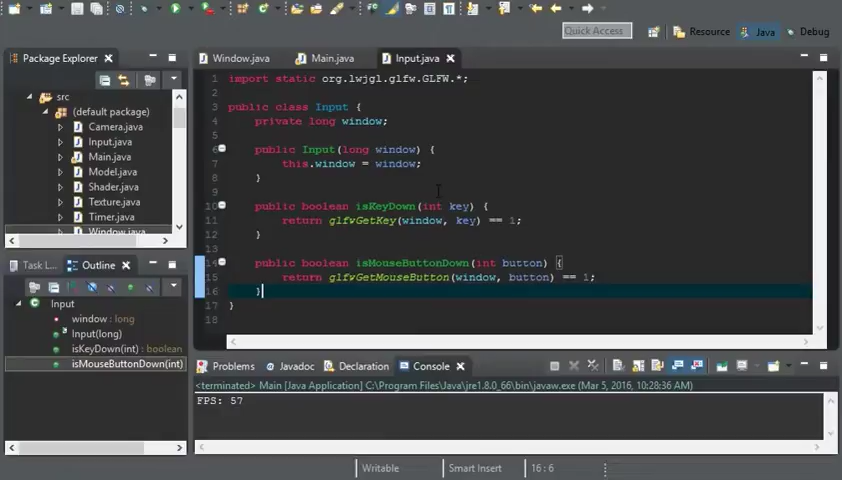 Quick Access
Resource
Java
Debug
Package Explorer
src
(default package)
Camera.java
Input.java
Main.java
Model.java
Shader.java
Texture.java
Timer.java
Window.java
Task L
Outline
Input
window : long
Input(long)
isKeyDown(int) : boolean
isMouseButtonDown(int)
Window.java
Main.java
Input.java
1 import static org.lwjgl.glfw.GLFW.*;
2
3 public class Input {
4 private long window;
5
6 public Input(long window) {
7 this.window = window;
8 }
9
10 public boolean isKeyDown(int key) {
11 return glfwGetKey(window, key) == 1;
12 }
13
14 public boolean isMouseButtonDown(int button) {
15 return glfwGetMouseButton(window, button) == 1;
16 }
17 }
18
Problems
Javadoc
Declaration
Console
<terminated> Main [Java Application] C:\Program Files\Java\jre1.8.0_66\bin\javaw.exe (Mar 5, 2016, 10:28:36 AM)
FPS: 57
Writable
Smart Insert
16 : 6